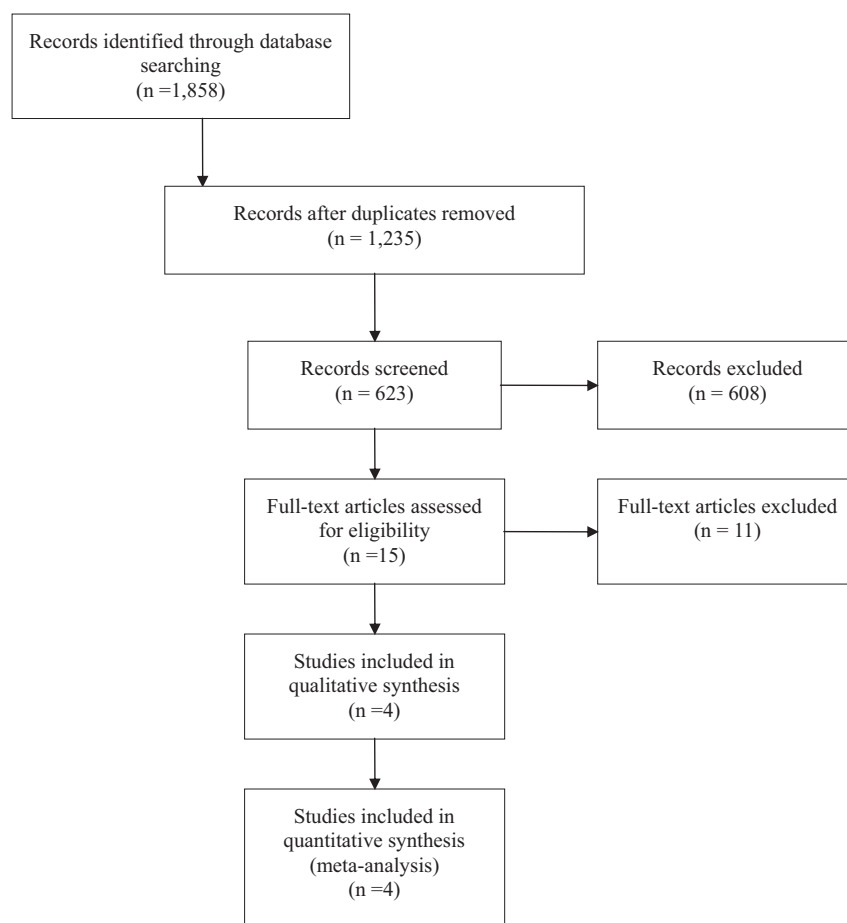 Records identified through database
searching
(n =1,858)
Records after duplicates removed
(n = 1,235)
Records screened
(n = 623)
Records excluded
(n = 608)
Full-text articles assessed
for eligibility
(n =15)
Full-text articles excluded
(n = 11)
Studies included in
qualitative synthesis
(n =4)
Studies included in
quantitative synthesis
(meta-analysis)
(n =4)